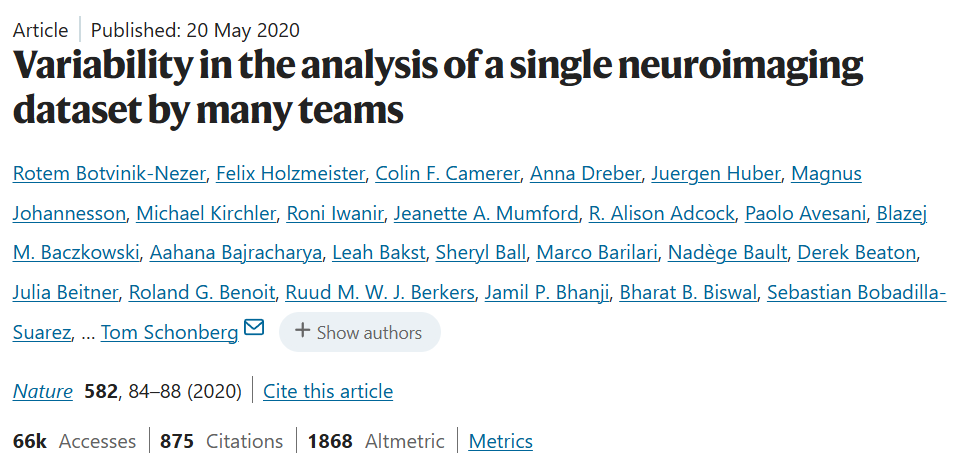 Article Published: 20 May 2020
Variability in the analysis of a single neuroimaging
dataset by many teams
Rotem Botvinik-Nezer, Felix Holzmeister, Colin F. Camerer, Anna Dreber, Juergen Huber, Magnus
Johannesson, Michael Kirchler, Roni Iwanir, Jeanette A. Mumford, R. Alison Adcock, Paolo Avesani, Blazej
M. Baczkowski, Aahana Bajracharya, Leah Bakst, Sheryl Ball, Marco Barilari, Nadège Bault, Derek Beaton,
Julia Beitner, Roland G. Benoit, Ruud M. W. J. Berkers, Jamil P. Bhanji, Bharat B. Biswal, Sebastian Bobadilla-
Suarez, … Tom Schonberg + Show authors
Nature 582, 84–88 (2020) Cite this article
66k Accesses 875 Citations 1868 Altmetric Metrics